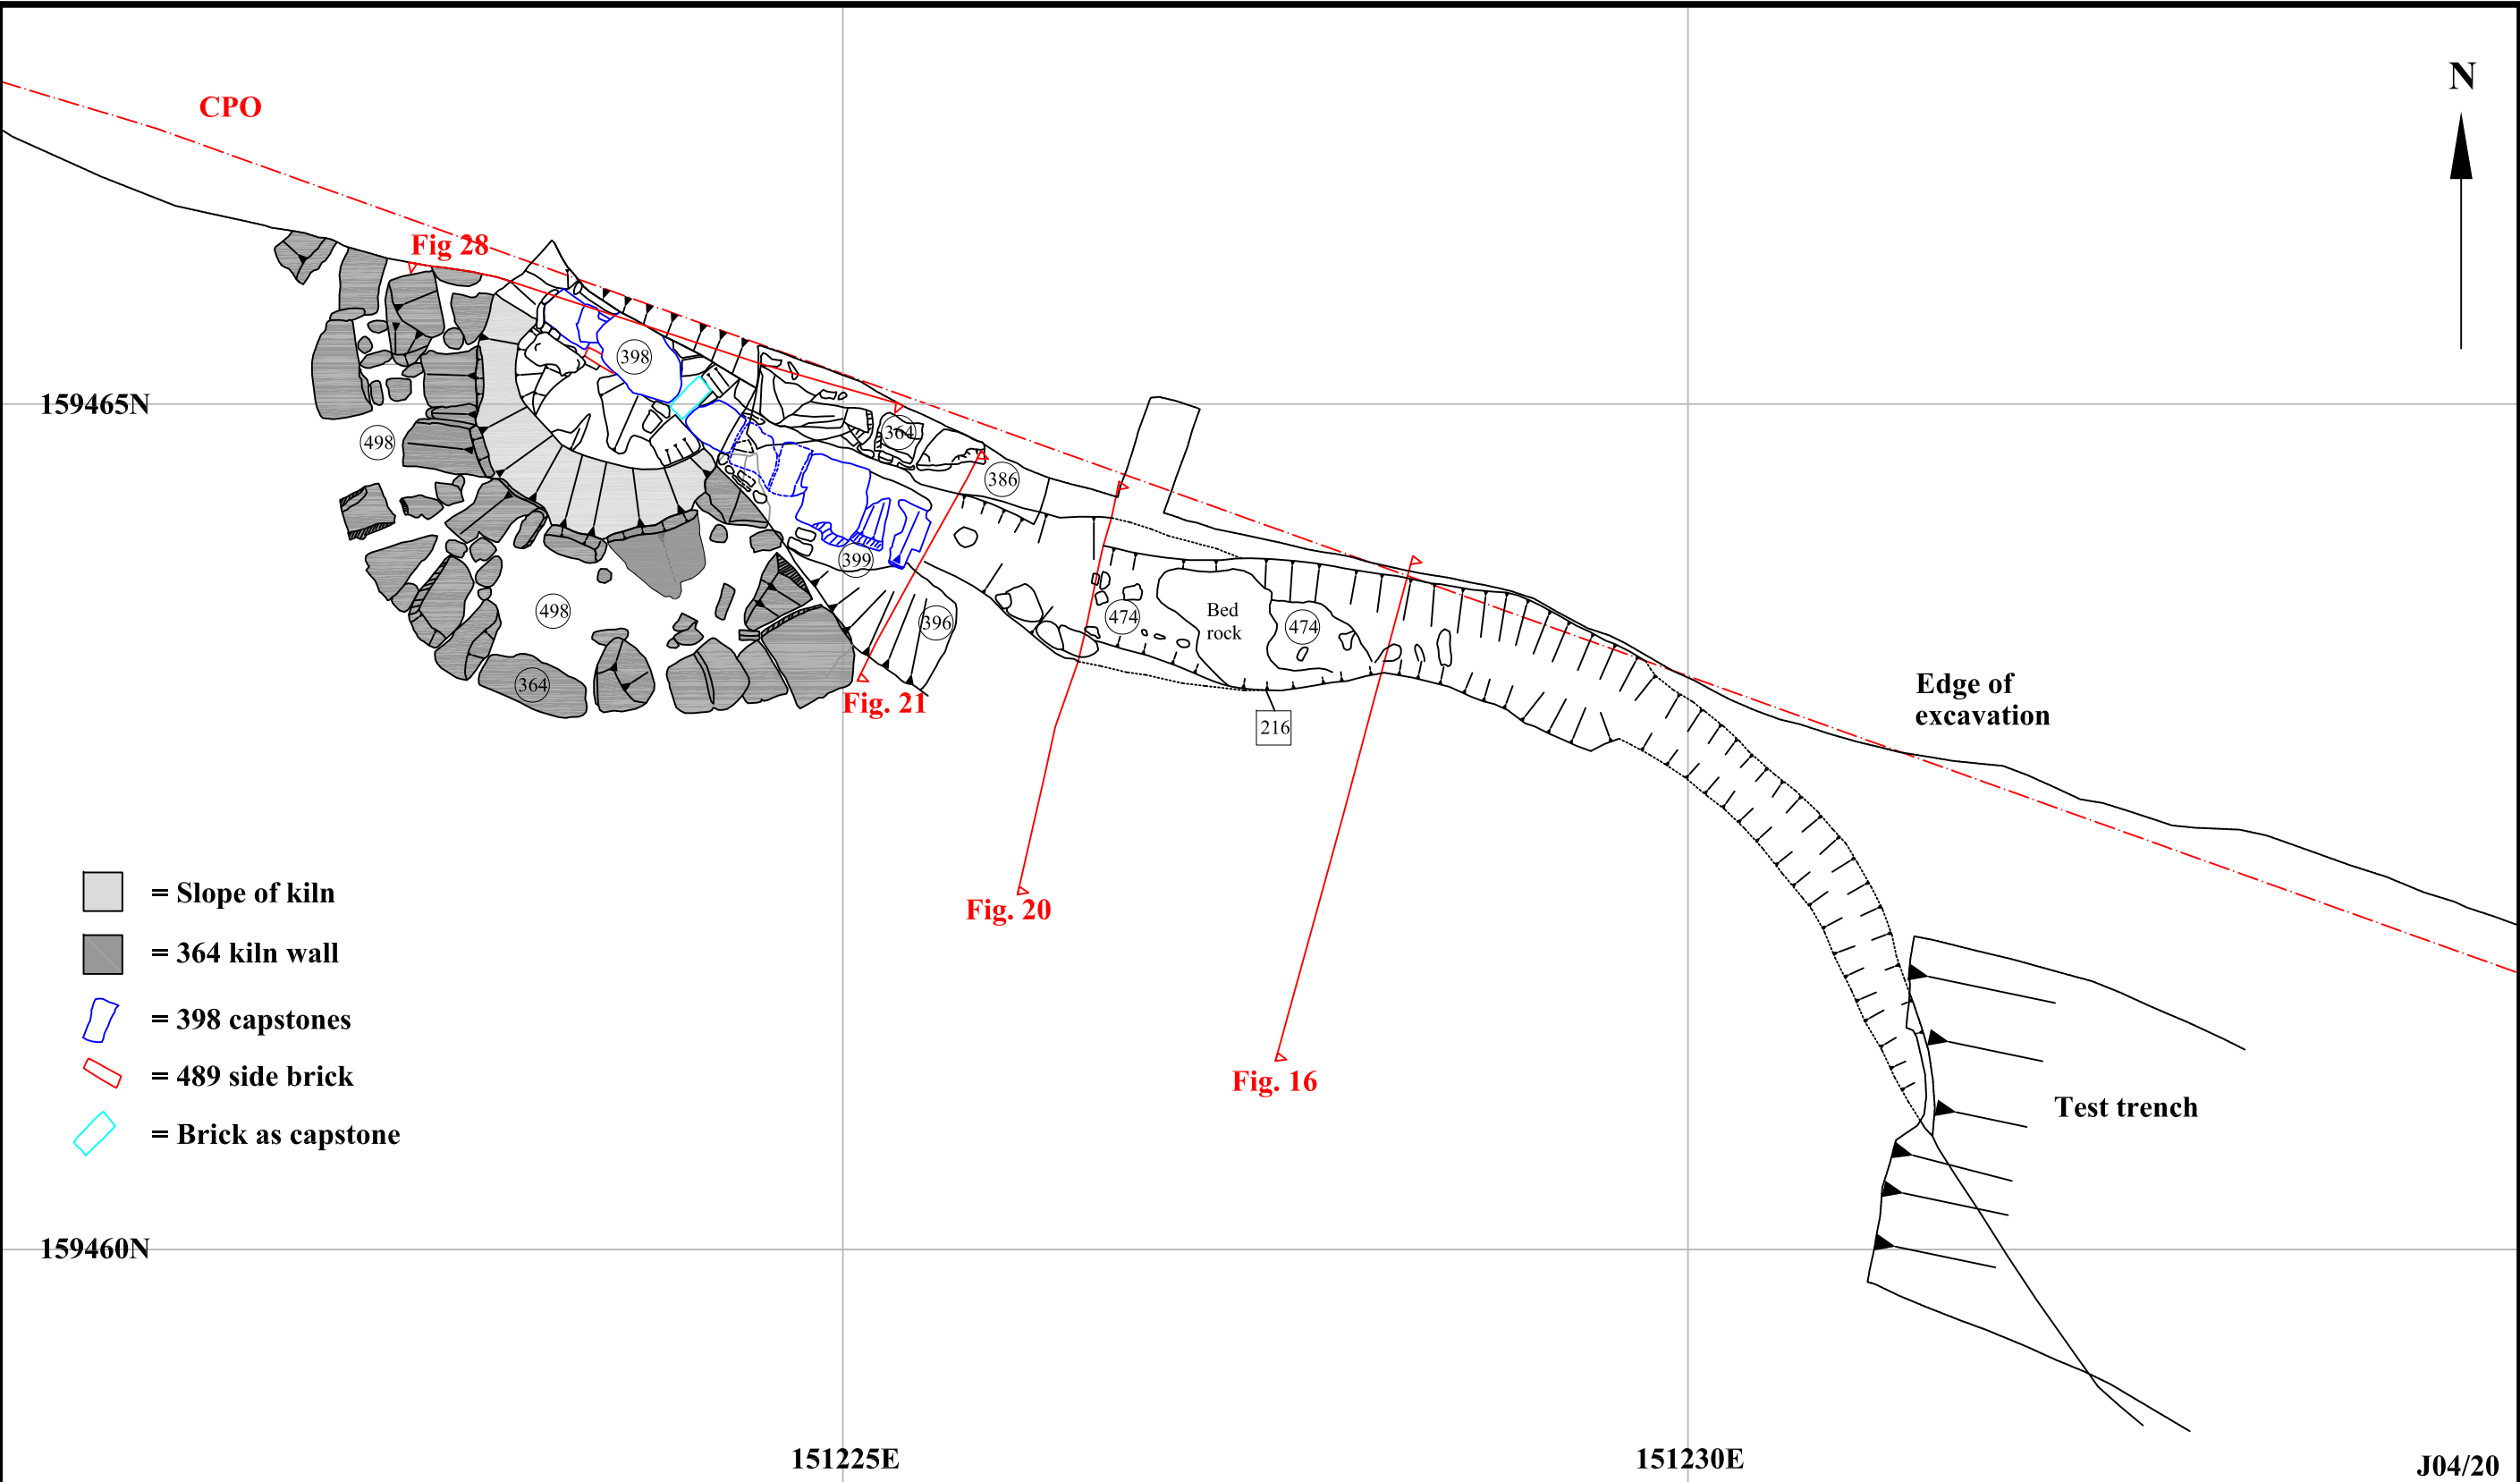 N
CPO
Fig 28
398
159465N
364
498
386
399
498
474
Bed
rock
474
396
364
Fig. 21
216
Edge of
excavation
= Slope of kiln
Fig. 20
= 364 kiln wall
= 398 capstones
= 489 side brick
Fig. 16
Test trench
= Brick as capstone
159460N
151225E
151230E
J04/20